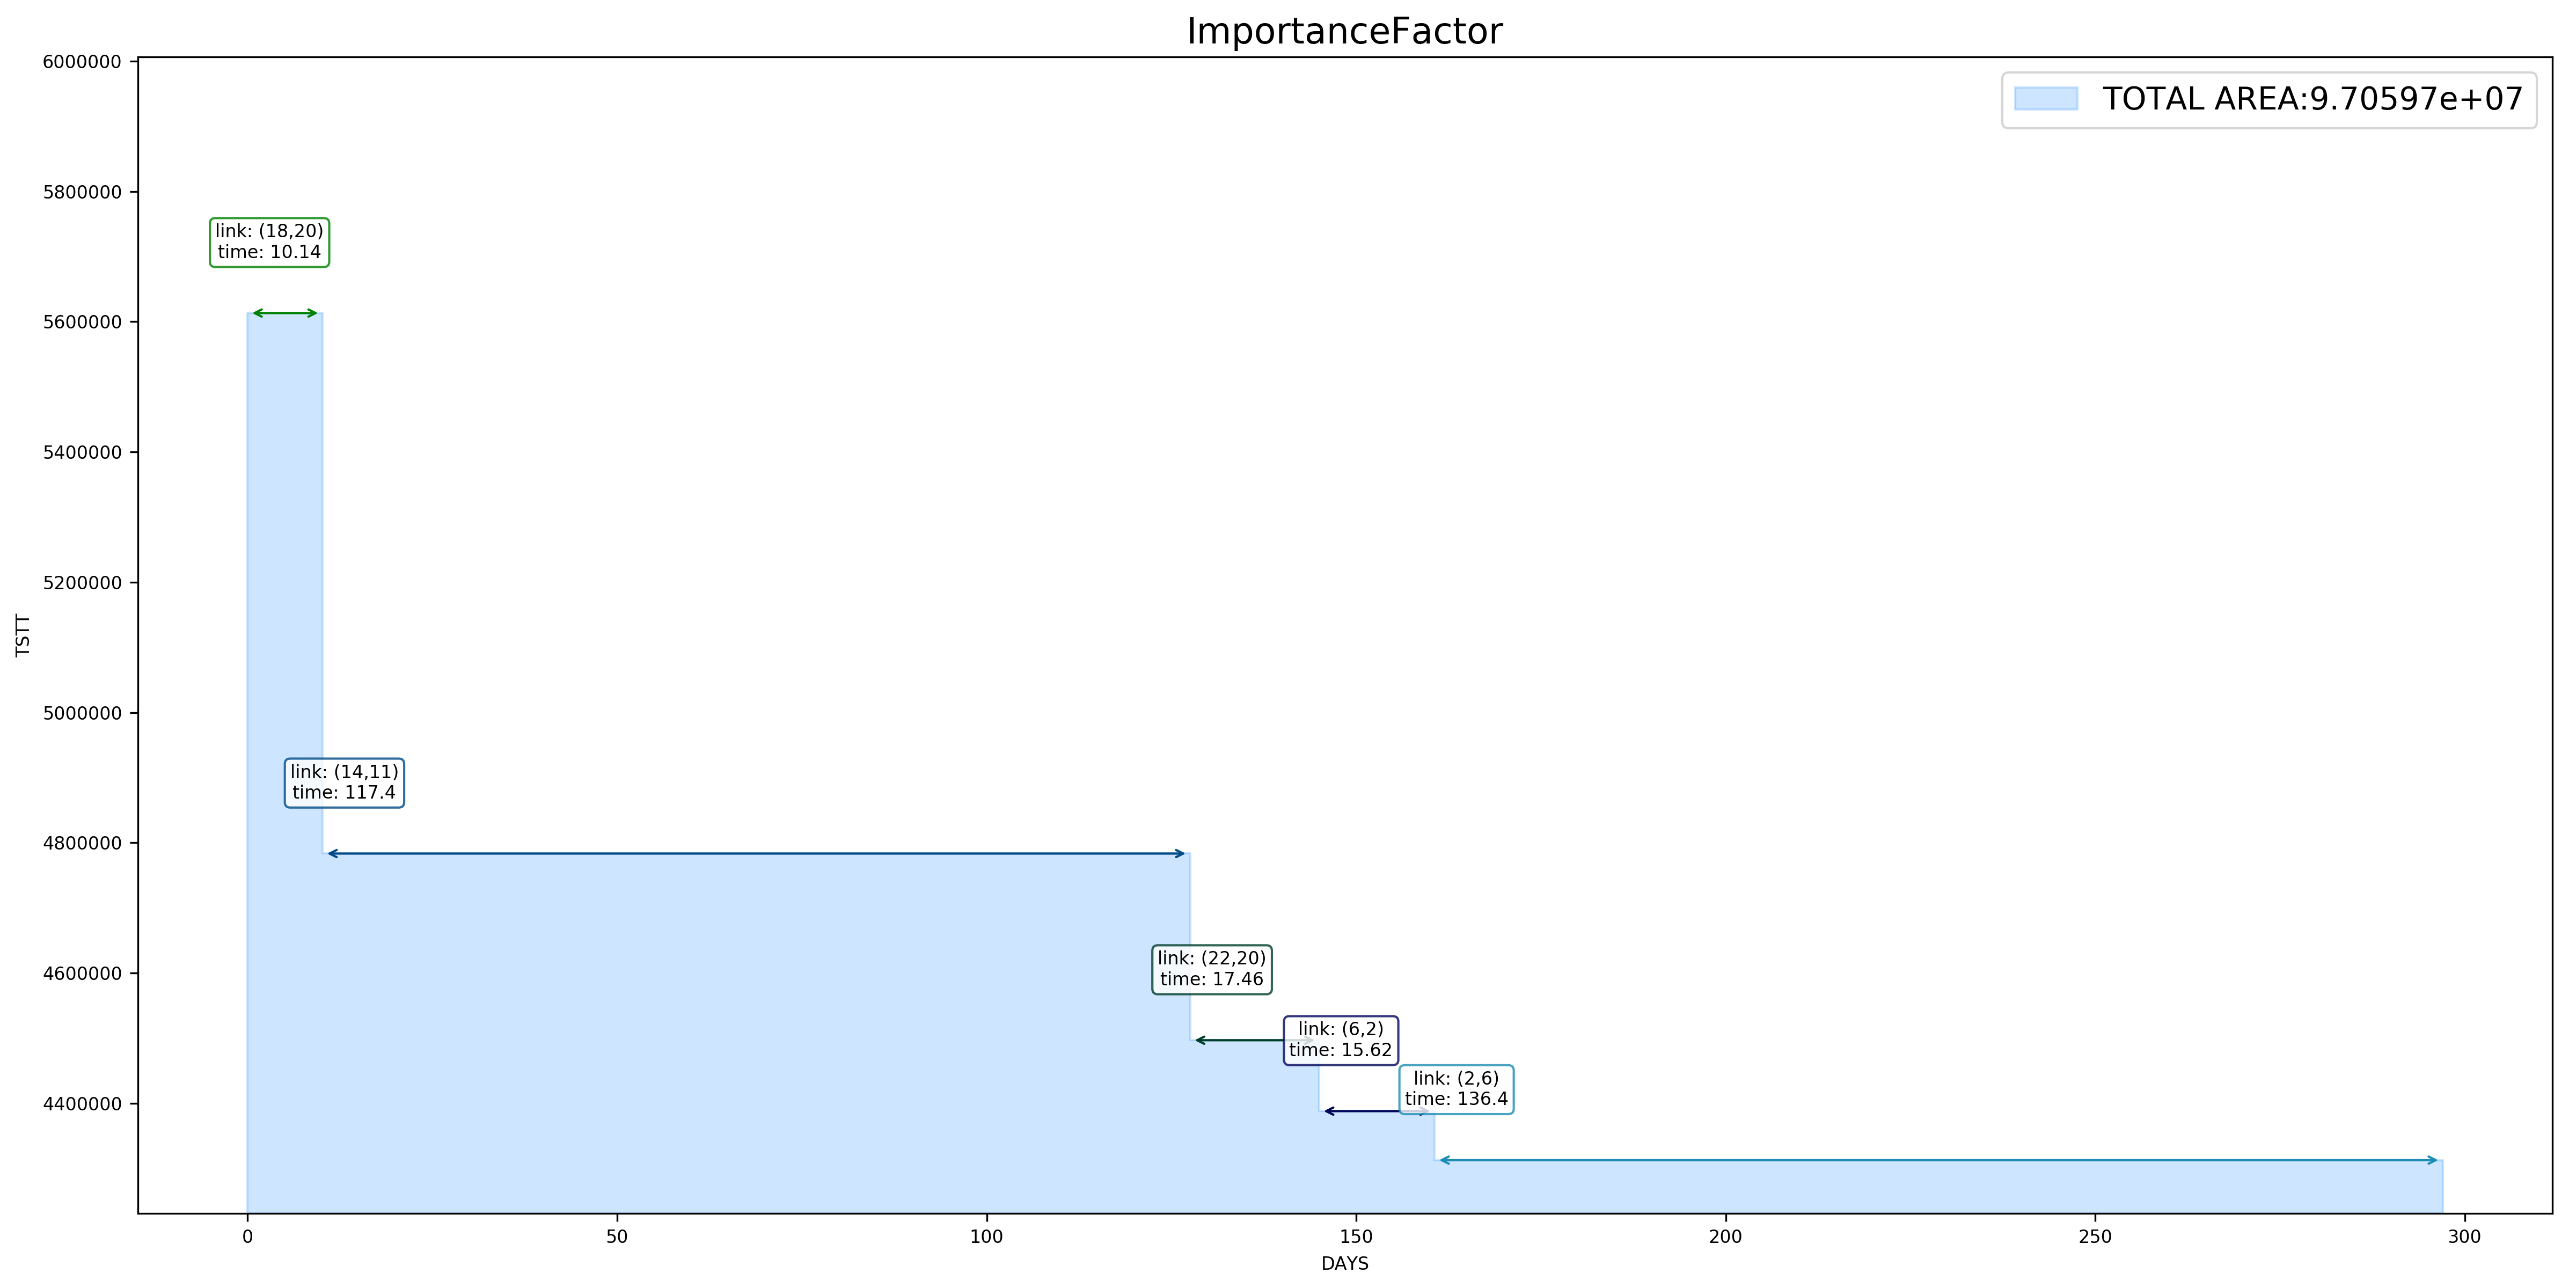 ImportanceFactor
TOTAL AREA:9.70597e+07
6000000
5800000
5600000
5400000
5200000
5000000
4800000
4600000
4400000
TSTT
link: (18,20)
time: 10.14
link: (14,11)
time: 117.4
link: (22,20)
time: 17.46
link: (6,2)
time: 15.62
link: (2,6)
time: 136.4
0 50 100 150 200 250 300
DAYS